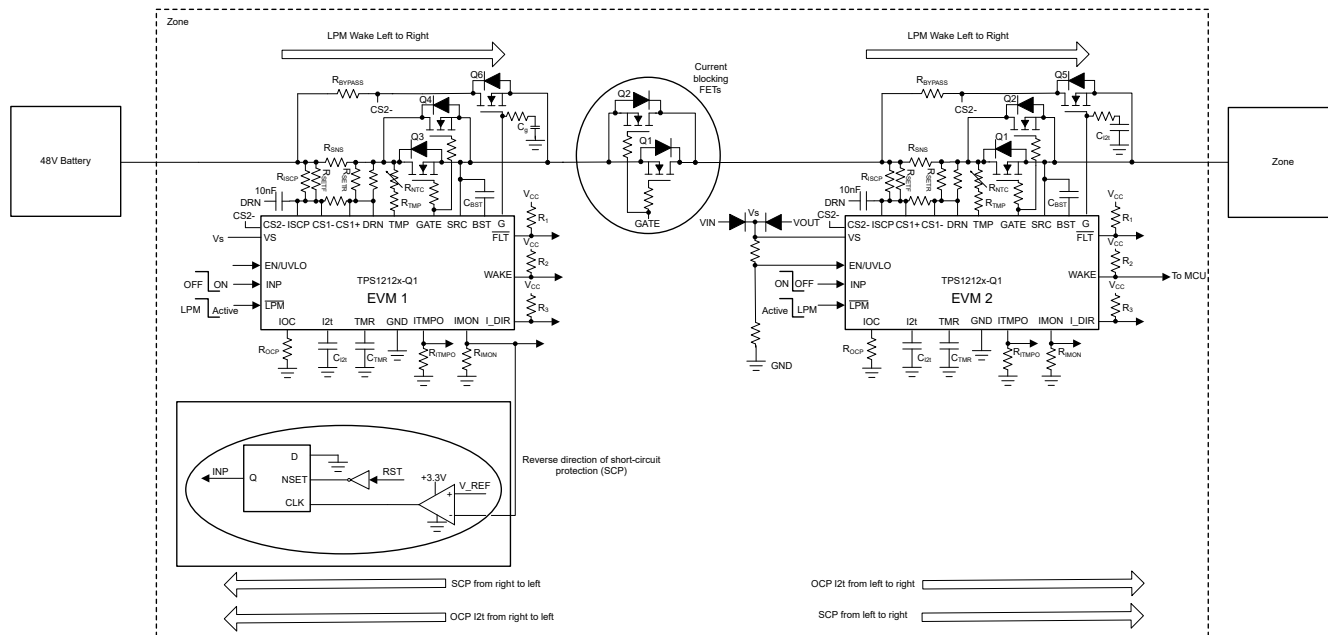 Zone
LPM Wake Left to Right
LPM Wake Left to Right
48V Battery
Zone
Current
blocking
FETs
RBYPASS
CS2-
Q6
Q4
Q3
Cg
RSNS
RISCP
RSETF
RSETR
RNTC
RTMP
CBST
10nF
DRN
CS2-
CS2- ISCP CS1- CS1+ DRN TMP GATE SRC BST G
Vs
VS
FLT
VCC
R1
EN/UVLO
WAKE
VCC
R2
OFF ON
INP
TPS1212x-Q1
EVM 1
VCC
R3
LPM Active
LPM
IOC I2t TMR GND ITMPO IMON I_DIR
ROCP
CI2t
CTMR
RITMPO
RIMON
Q2
Q1
GATE
RBYPASS
CS2-
Q5
Q2
Q1
CI2t
RSNS
RISCP
RSETF
RSETR
RNTC
RTMP
CBST
10nF
DRN
CS2-
CS2- ISCP CS1+ CS1- DRN TMP GATE SRC BST G
VIN Vs VOUT
VS
FLT
VCC
R1
EN/UVLO
WAKE
VCC
R2
To MCU
ON OFF
INP
TPS1212x-Q1
EVM 2
VCC
R3
Active LPM
LPM
IOC I2t TMR GND ITMPO IMON I_DIR
GND
ROCP
CI2t
CTMR
RITMPO
RIMON
INP
Q
D
NSET
CLK
RST
+3.3V
V_REF
+
-
Reverse direction of short-circuit
protection (SCP)
SCP from right to left
OCP I2t from right to left
OCP I2t from left to right
SCP from left to right